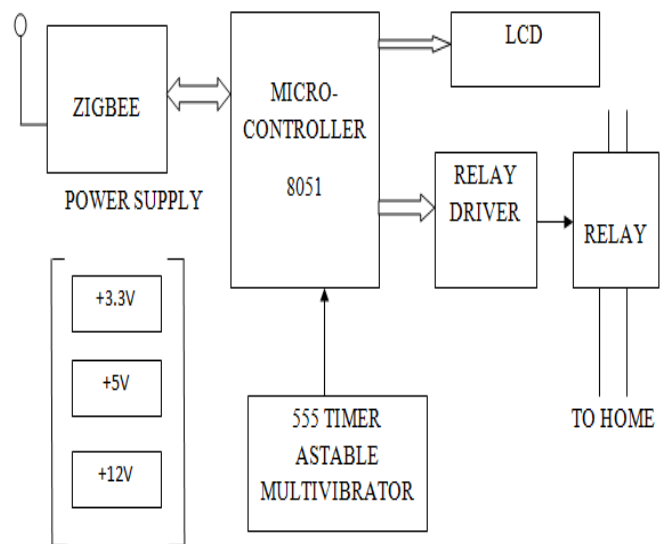 LCD
ZIGBEE
MICRO-
CONTROLLER
8051
POWER SUPPLY
RELAY
DRIVER
RELAY
+3.3V
+5V
+12V
555 TIMER
ASTABLE
MULTIVIBRATOR
TO HOME